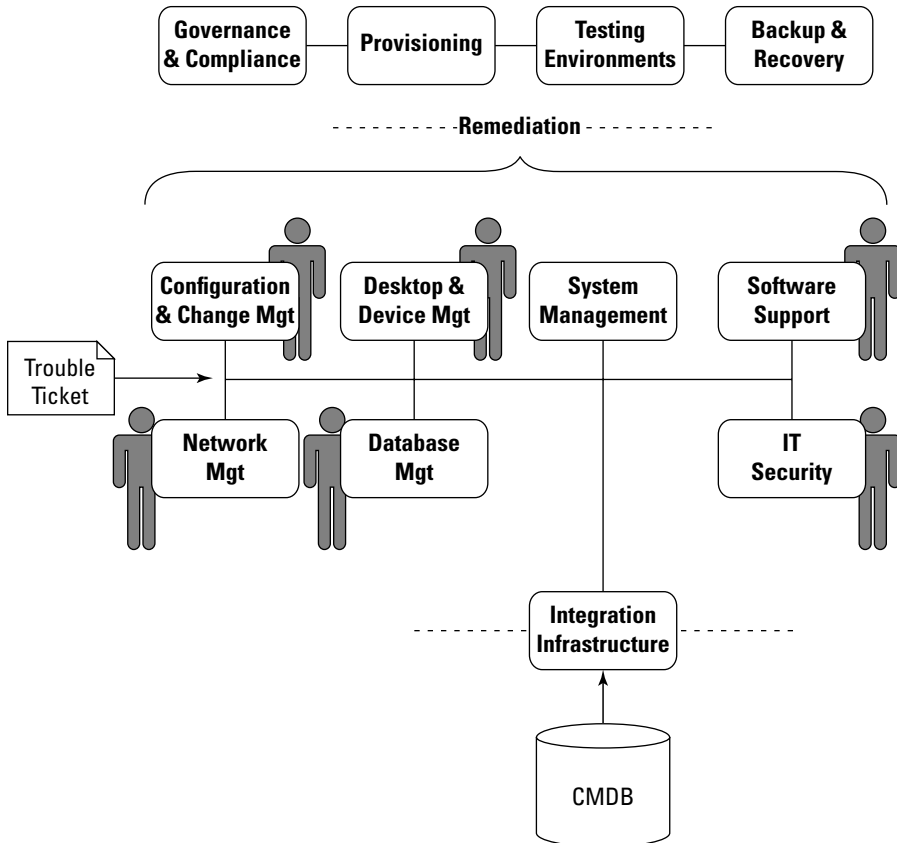 Governance
& Compliance
Provisioning
Testing
Environments
Backup &
Recovery
Remediation
Configuration
& Change Mgt
Desktop &
Device Mgt
System
Management
Software
Support
Trouble
Ticket
Network
Mgt
Database
Mgt
IT
Security
Integration
Infrastructure
CMDB